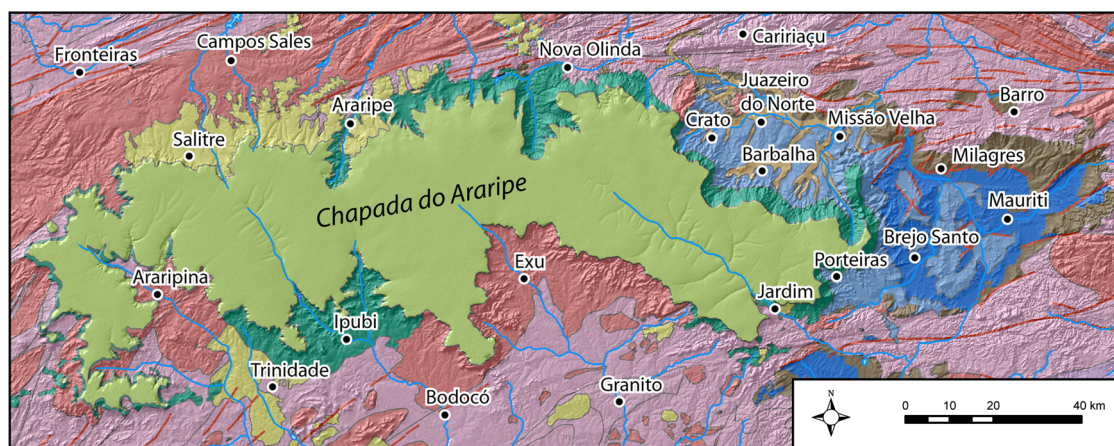 Fronteiras
Campos Sales
Nova Olinda
Caririaçu
Araripe
Juazeiro
do Norte
Barro
Salitre
Crato
Missão Velha
Barbalha
Milagres
Chapada do Araripe
Mauriti
Araripina
Exu
Brejo Santo
Porteiras
Jardim
Ipubi
Trinidade
Granito
Bodocó
N
0 10 20 40 km